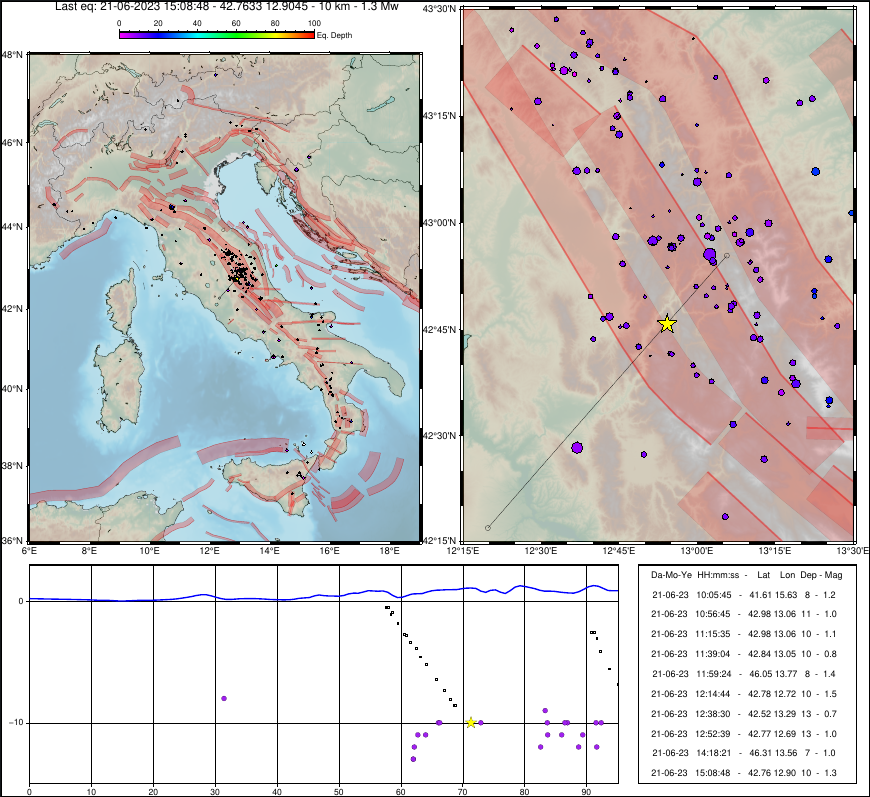 Last eq: 21-06-2023 15:08:48 - 42.7633 12.9045 - 10 km - 1.3 Mw
0 20 40 60 80 100
Eq. Depth
48°N
46°N
44°N
42°N
40°N
38°N
36°N
6°E 8°E 10°E 12°E 14°E 16°E 18°E
43°30'N
43°15'N
43°00'N
42°45'N
42°30'N
42°15'N
12°15'E 12°30'E 12°45'E 13°00'E 13°15'E 13°30'E
0
−10
0 10 20 30 40 50 60 70 80 90
Da-Mo-Ye HH:mm:ss - Lat Lon Dep - Mag
21-06-23 10:05:45 - 41.61 15.63 8 - 1.2
21-06-23 10:56:45 - 42.98 13.06 11 - 1.0
21-06-23 11:15:35 - 42.98 13.06 10 - 1.1
21-06-23 11:39:04 - 42.84 13.05 10 - 0.8
21-06-23 11:59:24 - 46.05 13.77 8 - 1.4
21-06-23 12:14:44 - 42.78 12.72 10 - 1.5
21-06-23 12:38:30 - 42.52 13.29 13 - 0.7
21-06-23 12:52:39 - 42.77 12.69 13 - 1.0
21-06-23 14:18:21 - 46.31 13.56 7 - 1.0
21-06-23 15:08:48 - 42.76 12.90 10 - 1.3